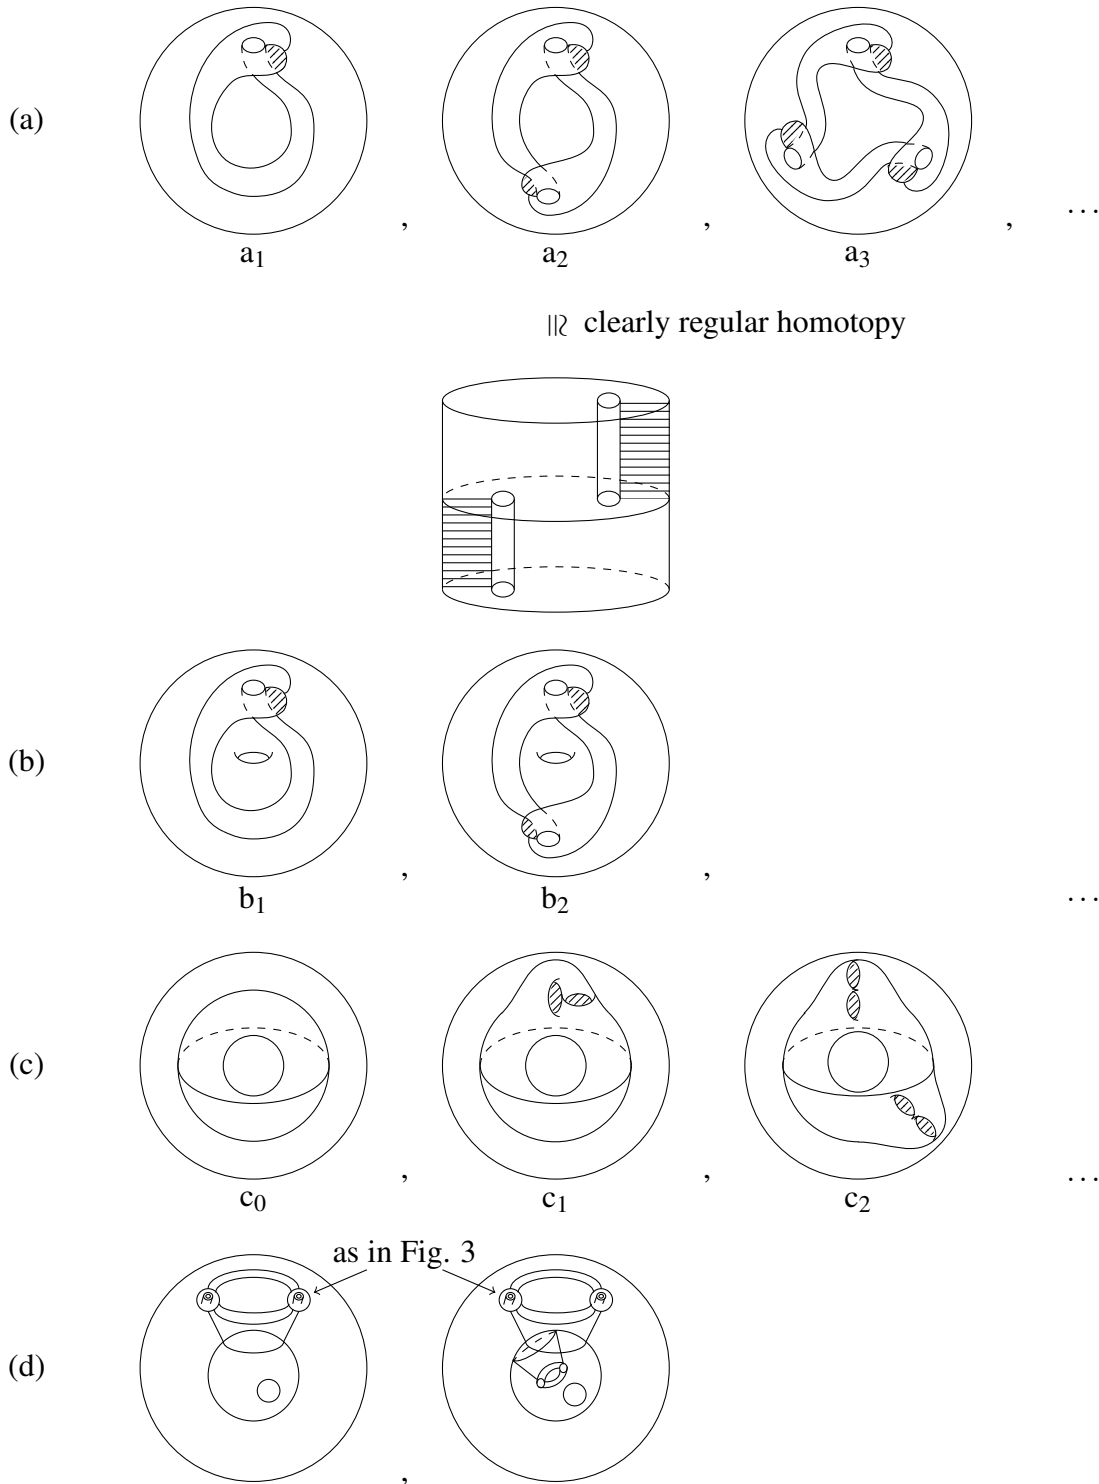 (a)
, , , …
a1 a2 a3
≅ clearly regular homotopy
(b)
, , …
b1 b2
(c)
, , …
c0 c1 c2
as in Fig. 3
(d)
,